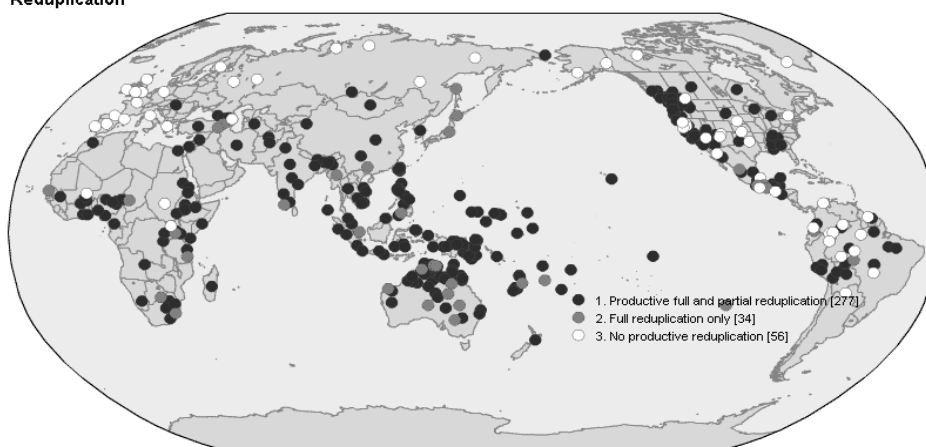 Reduplication
1. Productive full and partial reduplication [277]
2. Full reduplication only [34]
3. No productive reduplication [56]